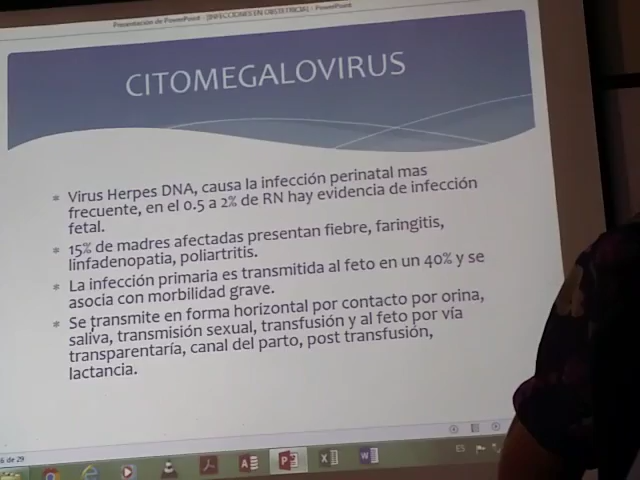 Presentación de PowerPoint - [INFECCIONES EN OBSTETRICIA] - PowerPoint
CITOMEGALOVIRUS
Virus Herpes DNA, causa la infección perinatal mas
frecuente, en el 0.5 a 2% de RN hay evidencia de infección
fetal.
15% de madres afectadas presentan fiebre, faringitis,
linfadenopatia, poliartritis.
La infección primaria es transmitida al feto en un 40% y se
asocia con morbilidad grave.
Se transmite en forma horizontal por contacto por orina,
saliva, transmisión sexual, transfusión y al feto por vía
transparentaría, canal del parto, post transfusión,
lactancia.
6 de 29
ES